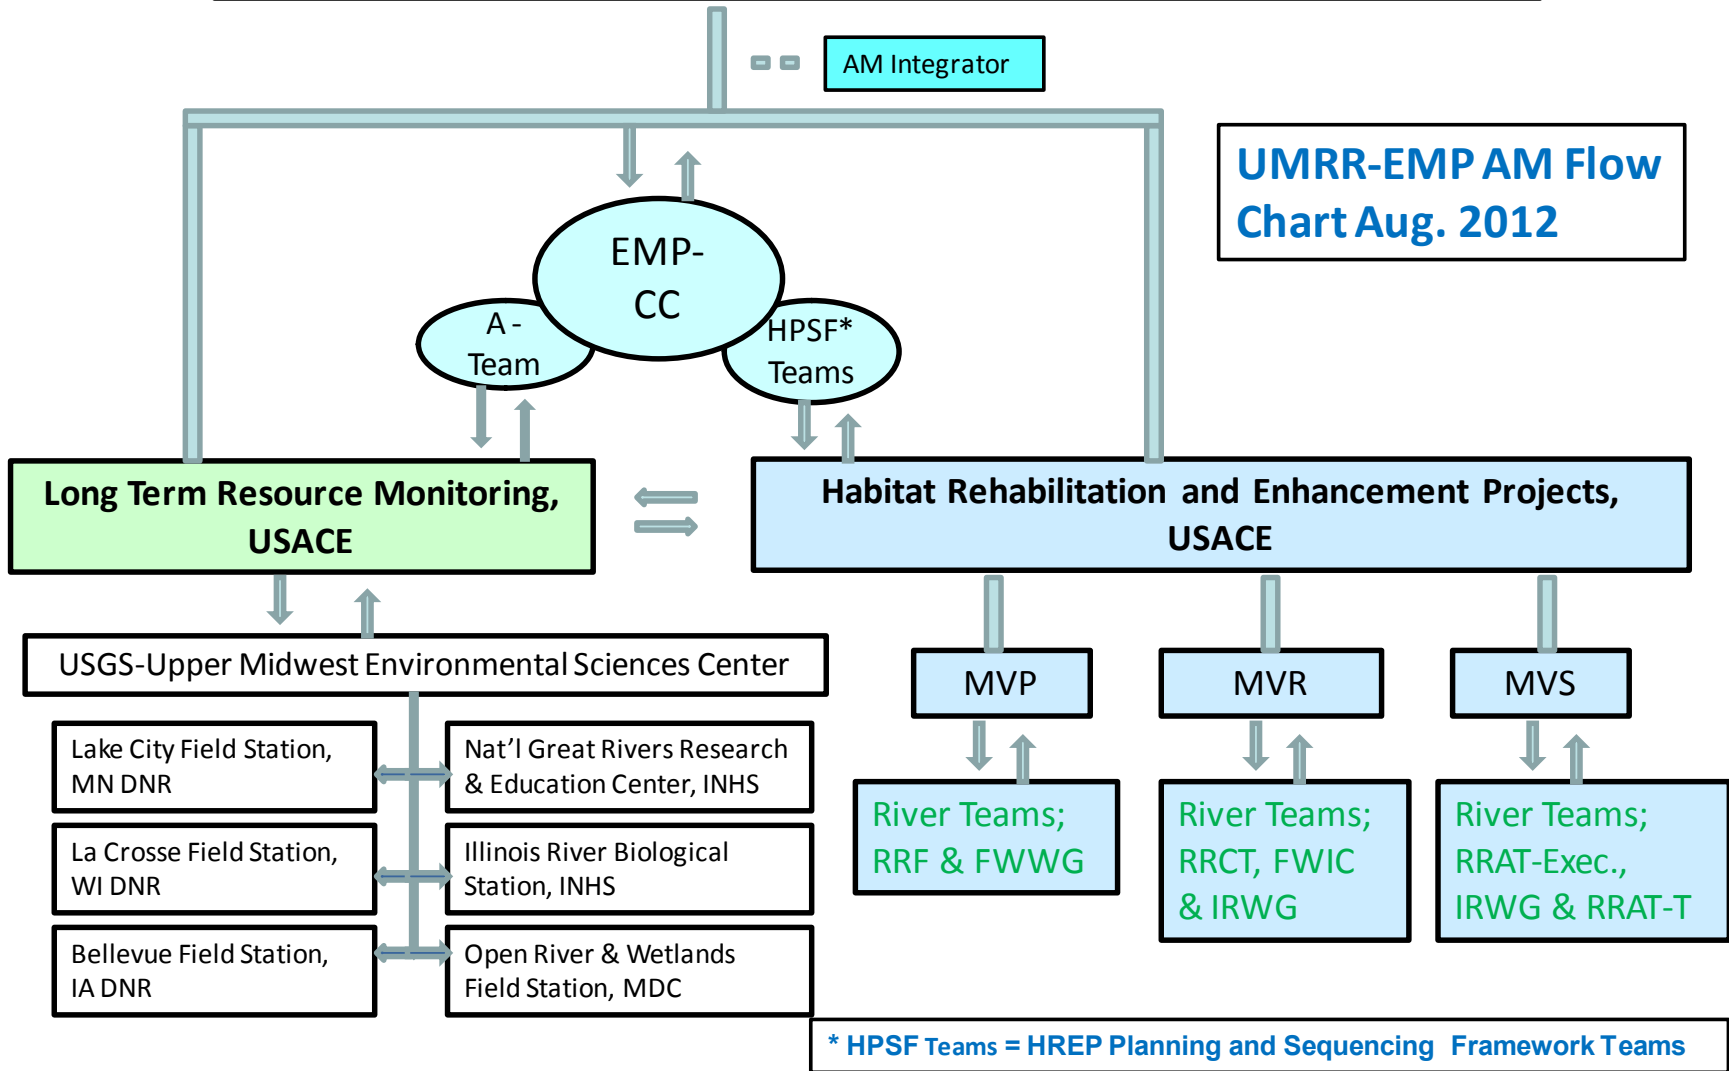 AM Integrator
UMRR-EMP AM Flow
Chart Aug. 2012
EMP-
CC
A -
Team
HPSF*
Teams
Long Term Resource Monitoring,
USACE
Habitat Rehabilitation and Enhancement Projects,
USACE
USGS-Upper Midwest Environmental Sciences Center
MVP
MVR
MVS
Lake City Field Station,
MN DNR
Nat’l Great Rivers Research
& Education Center, INHS
La Crosse Field Station,
WI DNR
Illinois River Biological
Station, INHS
Bellevue Field Station,
IA DNR
Open River & Wetlands
Field Station, MDC
River Teams;
RRF & FWWG
River Teams;
RRCT, FWIC
& IRWG
River Teams;
RRAT-Exec.,
IRWG & RRAT-T
* HPSF Teams = HREP Planning and Sequencing Framework Teams